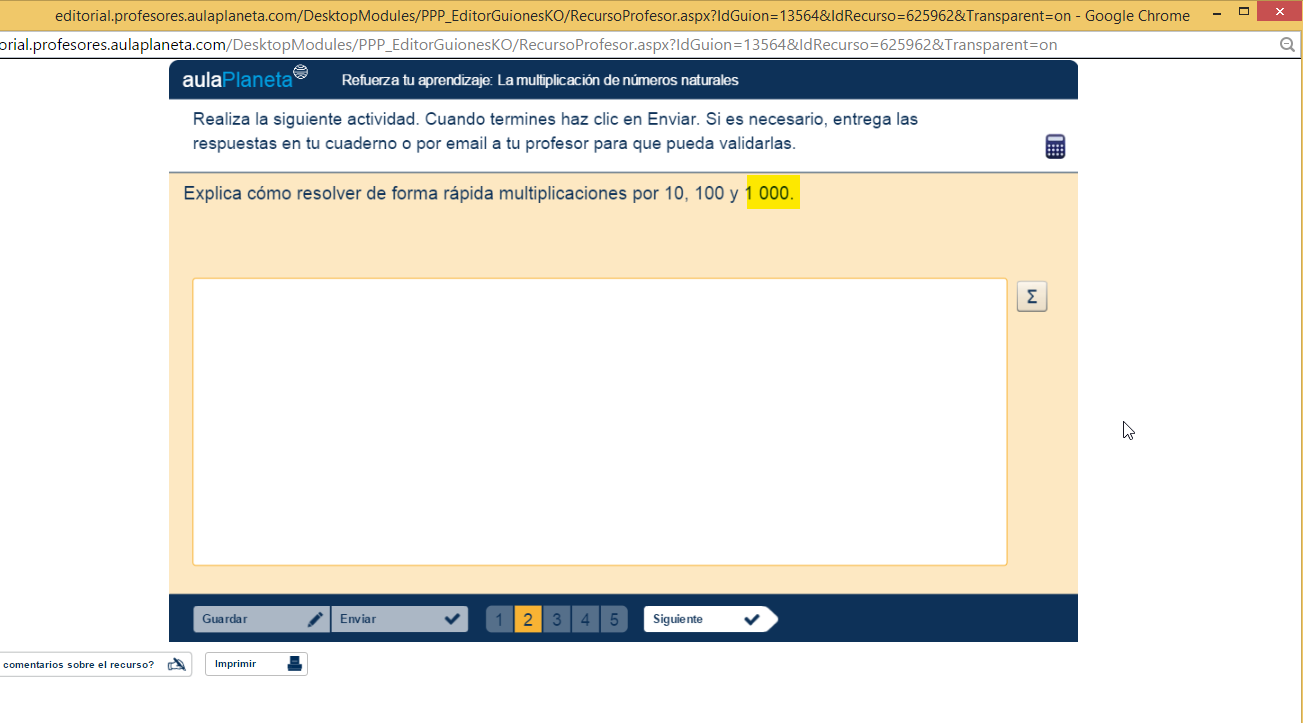 editorial.profesores.aulaplaneta.com/DesktopModules/PPP_EditorGuionesKO/RecursoProfesor.aspx?IdGuion=13564&IdRecurso=625962&Transparent=on - Google Chrome
orial.profesores.aulaplaneta.com/DesktopModules/PPP_EditorGuionesKO/RecursoProfesor.aspx?IdGuion=13564&IdRecurso=625962&Transparent=on
aulaPlaneta Refuerza tu aprendizaje: La multiplicación de números naturales
Realiza la siguiente actividad. Cuando termines haz clic en Enviar. Si es necesario, entrega las
respuestas en tu cuaderno o por email a tu profesor para que pueda validarlas.
Explica cómo resolver de forma rápida multiplicaciones por 10, 100 y 1 000.
Σ
Guardar Enviar 1 2 3 4 5 Siguiente
comentarios sobre el recurso? Imprimir